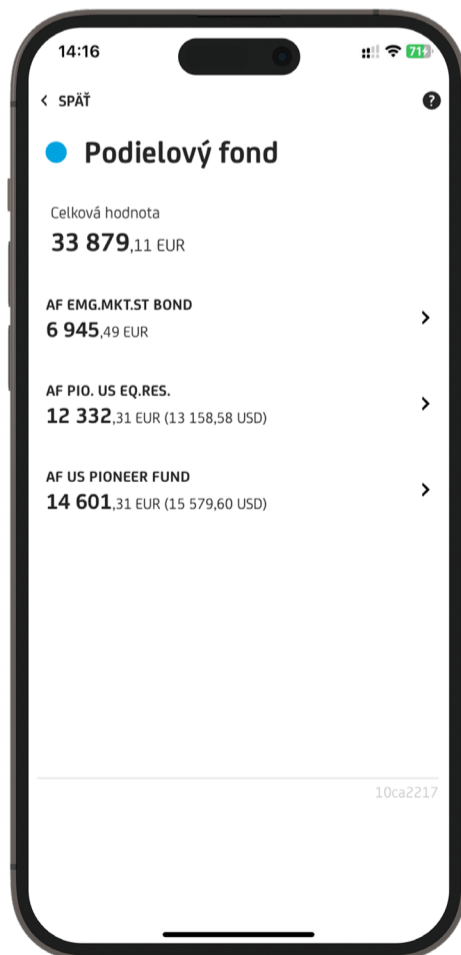 14:16
71
< SPÄŤ
?
Podielový fond
Celková hodnota
33 879,11 EUR
AF EMG.MKT.ST BOND
6 945,49 EUR
AF PIO. US EQ.RES.
12 332,31 EUR (13 158,58 USD)
AF US PIONEER FUND
14 601,31 EUR (15 579,60 USD)
10ca2217